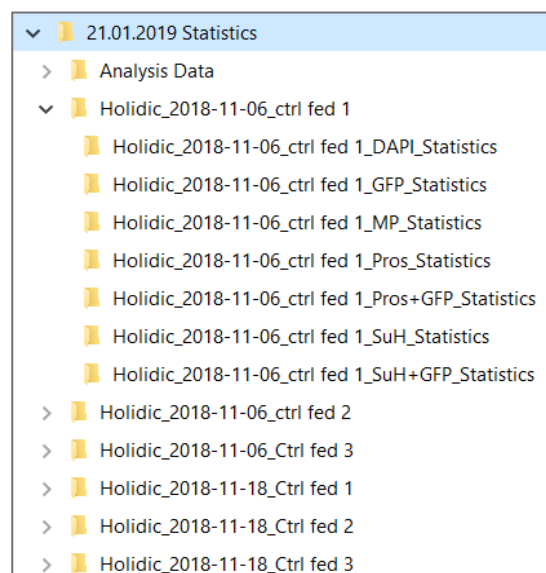 21.01.2019 Statistics
Analysis Data
Holidic_2018-11-06_ctrl fed 1
Holidic_2018-11-06_ctrl fed 1_DAPI_Statistics
Holidic_2018-11-06_ctrl fed 1_GFP_Statistics
Holidic_2018-11-06_ctrl fed 1_MP_Statistics
Holidic_2018-11-06_ctrl fed 1_Pros_Statistics
Holidic_2018-11-06_ctrl fed 1_Pros+GFP_Statistics
Holidic_2018-11-06_ctrl fed 1_SuH_Statistics
Holidic_2018-11-06_ctrl fed 1_SuH+GFP_Statistics
Holidic_2018-11-06_ctrl fed 2
Holidic_2018-11-06_Ctrl fed 3
Holidic_2018-11-18_Ctrl fed 1
Holidic_2018-11-18_Ctrl fed 2
Holidic_2018-11-18_Ctrl fed 3